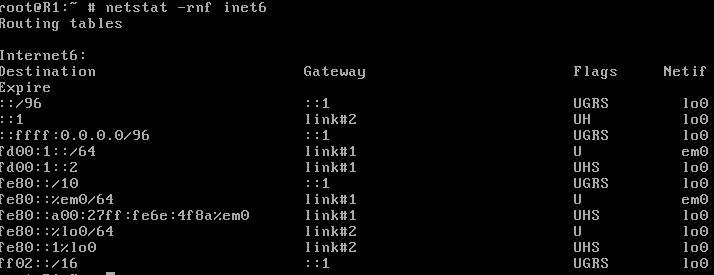 root@R1:~ # netstat -rnf inet6
Routing tables

Internet6:
Destination                       Gateway                       Flags     Netif
Expire
::/96                             ::1                           UGRS        lo0
::1                               link#2                        UH          lo0
::ffff:0.0.0.0/96                 ::1                           UGRS        lo0
fd00:1::/64                       link#1                        U           em0
fd00:1::2                         link#1                        UHS         lo0
fe80::/10                         ::1                           UGRS        lo0
fe80::%em0/64                     link#1                        U           em0
fe80::a00:27ff:fe6e:4f8a%em0      link#1                        UHS         lo0
fe80::%lo0/64                     link#2                        U           lo0
fe80::1%lo0                       link#2                        UHS         lo0
ff02::/16                         ::1                           UGRS        lo0